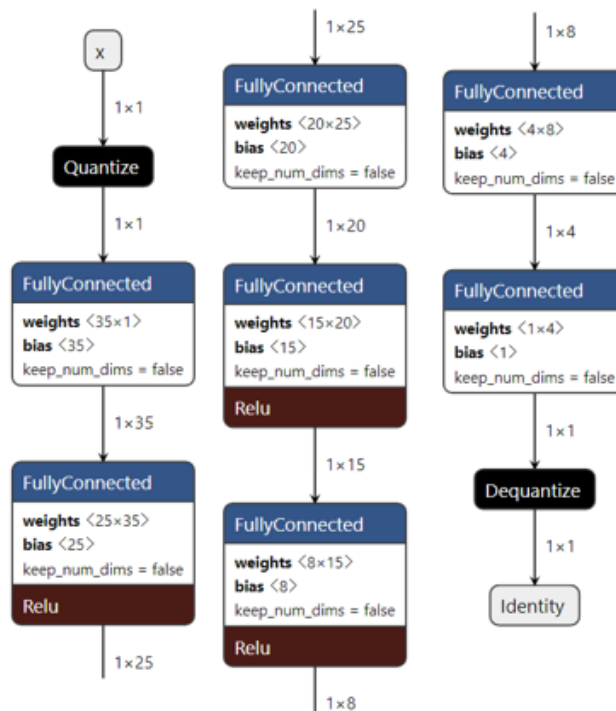 x
1×1
Quantize
1×1
FullyConnected
weights ⟨35×1⟩
bias ⟨35⟩
keep_num_dims = false
1×35
FullyConnected
weights ⟨25×35⟩
bias ⟨25⟩
keep_num_dims = false
Relu
1×25
1×25
FullyConnected
weights ⟨20×25⟩
bias ⟨20⟩
keep_num_dims = false
1×20
FullyConnected
weights ⟨15×20⟩
bias ⟨15⟩
keep_num_dims = false
Relu
1×15
FullyConnected
weights ⟨8×15⟩
bias ⟨8⟩
keep_num_dims = false
Relu
1×8
1×8
FullyConnected
weights ⟨4×8⟩
bias ⟨4⟩
keep_num_dims = false
1×4
FullyConnected
weights ⟨1×4⟩
bias ⟨1⟩
keep_num_dims = false
1×1
Dequantize
1×1
Identity